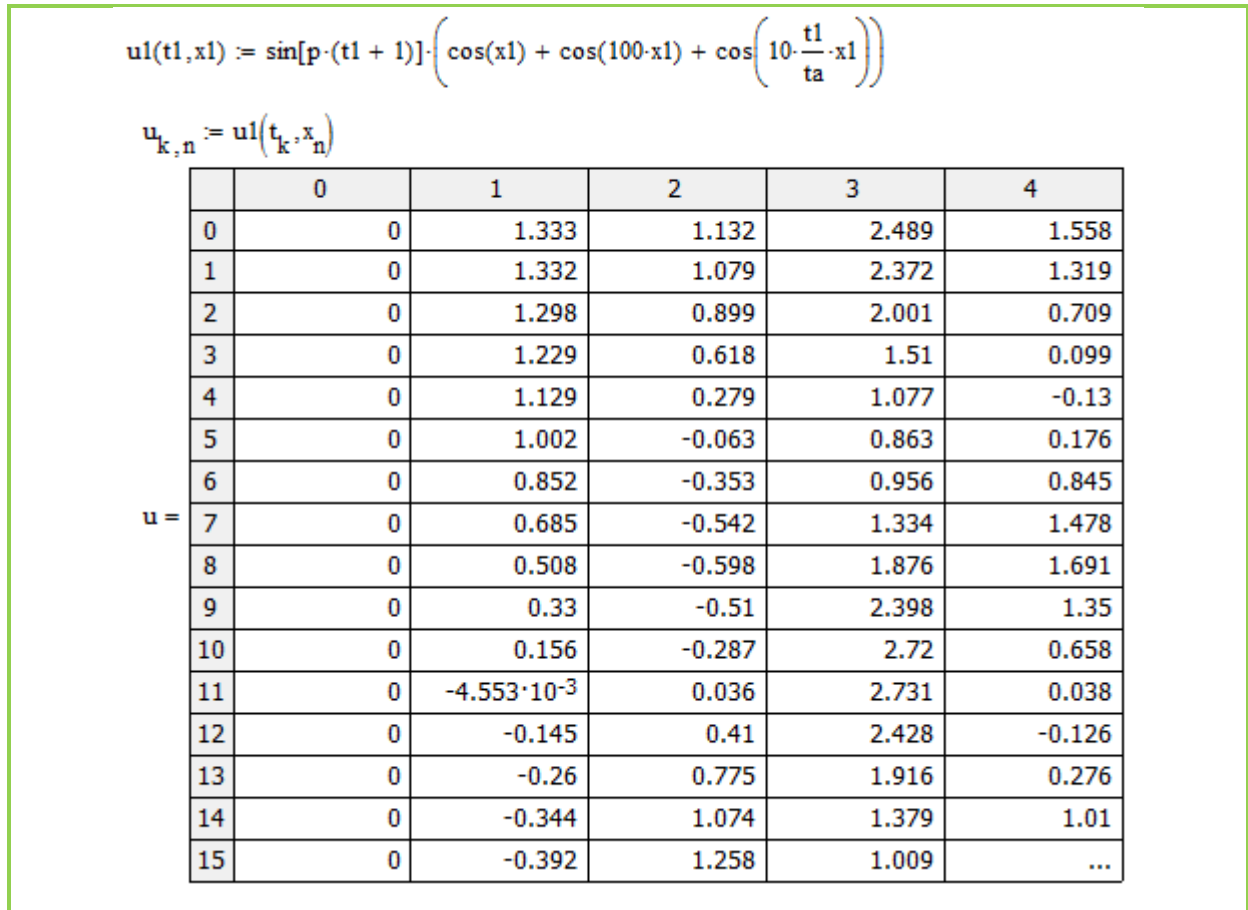 u1(t1,x1) := sin[p·(t1 + 1)]·(cos(x1) + cos(100·x1) + cos(10·t1/ta·x1))
u_k,n := u1(t_k,x_n)
0 1 2 3 4
0 0 1.333 1.132 2.489 1.558
1 0 1.332 1.079 2.372 1.319
2 0 1.298 0.899 2.001 0.709
3 0 1.229 0.618 1.51 0.099
4 0 1.129 0.279 1.077 -0.13
5 0 1.002 -0.063 0.863 0.176
6 0 0.852 -0.353 0.956 0.845
u = 7 0 0.685 -0.542 1.334 1.478
8 0 0.508 -0.598 1.876 1.691
9 0 0.33 -0.51 2.398 1.35
10 0 0.156 -0.287 2.72 0.658
11 0 -4.553·10^-3 0.036 2.731 0.038
12 0 -0.145 0.41 2.428 -0.126
13 0 -0.26 0.775 1.916 0.276
14 0 -0.344 1.074 1.379 1.01
15 0 -0.392 1.258 1.009 ...